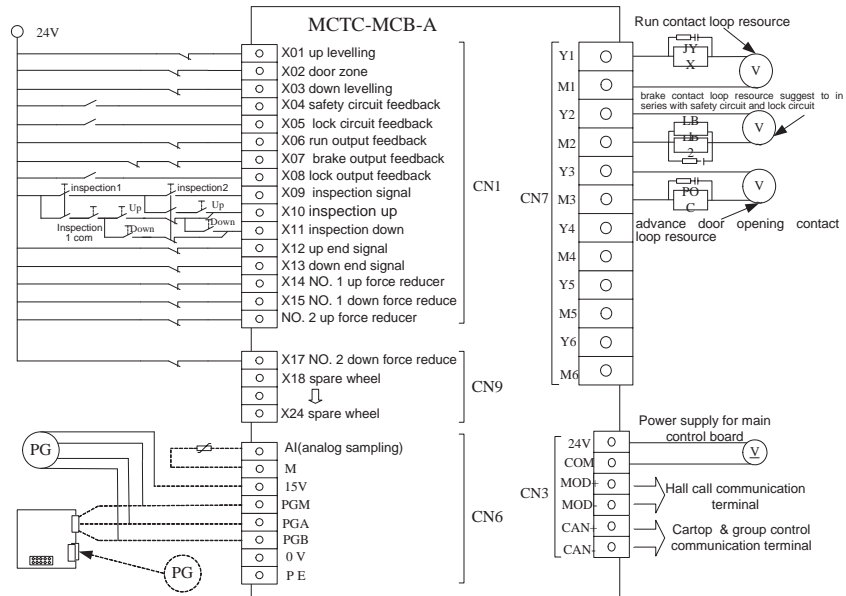 MCTC-MCB-A
24V
X01 up levelling
X02 door zone
X03 down levelling
X04 safety circuit feedback
X05 lock circuit feedback
X06 run output feedback
X07 brake output feedback
X08 lock output feedback
X09 inspection signal
X10 inspection up
X11 inspection down
X12 up end signal
X13 down end signal
X14 NO. 1 up force reducer
X15 NO. 1 down force reduce
NO. 2 up force reducer
CN1
inspection1
inspection2
Up
Up
Inspection
1 com
Down
Down
X17 NO. 2 down force reduce
X18 spare wheel
X24 spare wheel
CN9
AI(analog sampling)
M
15V
PGM
PGA
PGB
0 V
P E
CN6
PG
PG
CN7
Y1
M1
Y2
M2
Y3
M3
Y4
M4
Y5
M5
Y6
M6
Run contact loop resource
JY
X
V
brake contact loop resource suggest to in
series with safety circuit and lock circuit
LB
2
V
PO
C
V
advance door opening contact
loop resource
CN3
24V
COM
MOD+
MOD-
CAN+
CAN-
Power supply for main
control board
V
Hall call communication
terminal
Cartop & group control
communication terminal